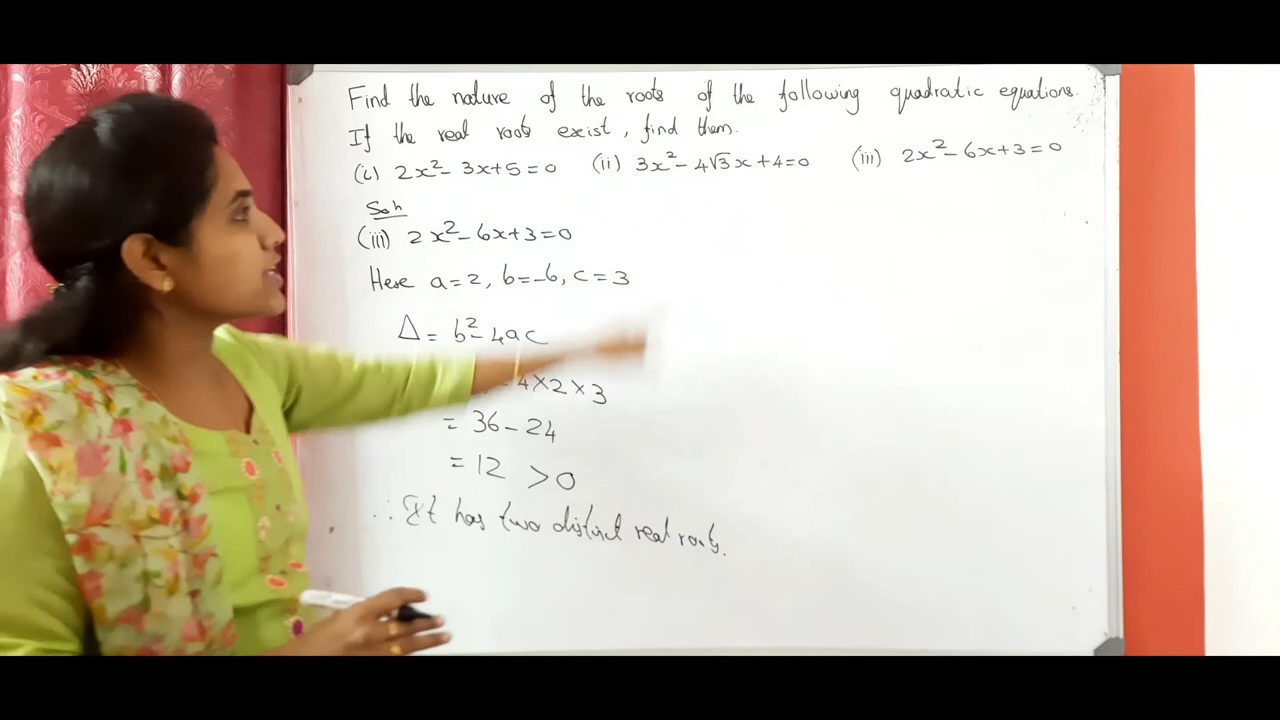 Find the nature of the roots of the following quadratic equations.
If the real roots exist, find them.
(i) 2x²- 3x+5=0 (ii) 3x²- 4√3x+4=0 (iii) 2x²- 6x+3=0
Soln
(iii) 2x²-6x+3=0
Here a=2, b=-6, c=3
Δ= b²-4ac
4×2×3
= 36-24
= 12 >0
∴ It has two distinct real roots.